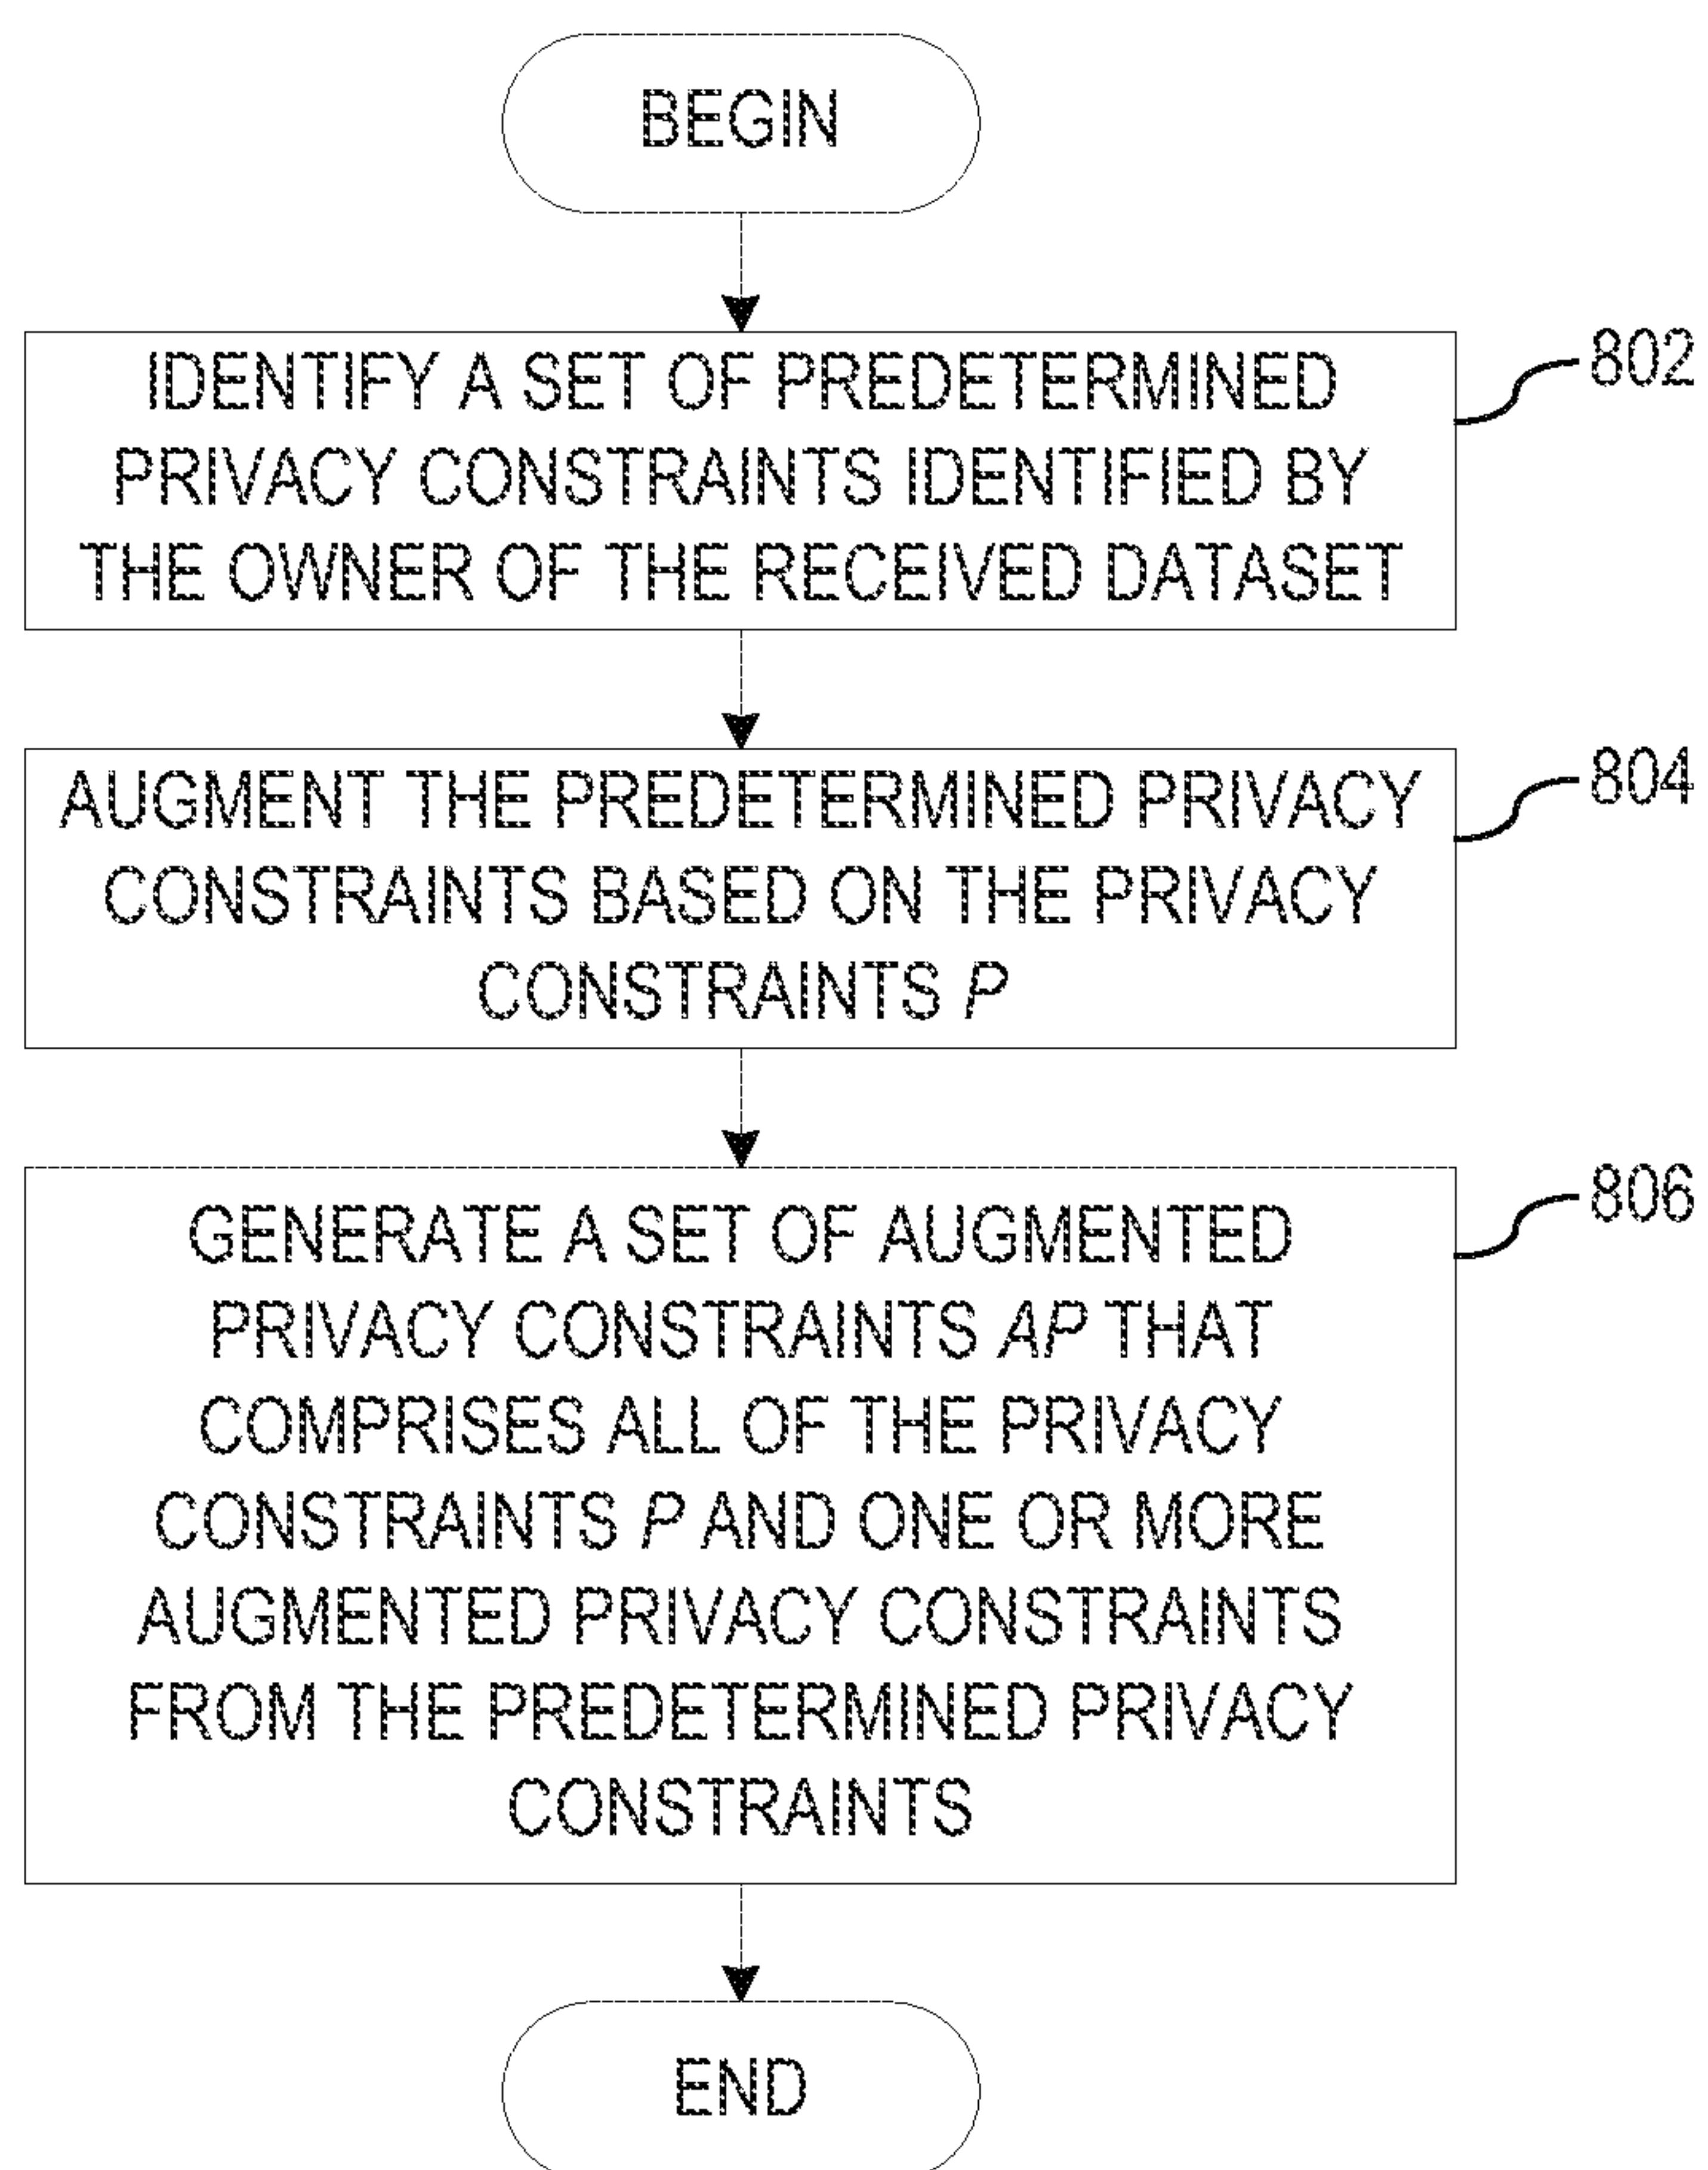 BEGIN
IDENTIFY A SET OF PREDETERMINED
PRIVACY CONSTRAINTS IDENTIFIED BY
THE OWNER OF THE RECEIVED DATASET
802
AUGMENT THE PREDETERMINED PRIVACY
CONSTRAINTS BASED ON THE PRIVACY
CONSTRAINTS P
804
GENERATE A SET OF AUGMENTED
PRIVACY CONSTRAINTS AP THAT
COMPRISES ALL OF THE PRIVACY
CONSTRAINTS P AND ONE OR MORE
AUGMENTED PRIVACY CONSTRAINTS
FROM THE PREDETERMINED PRIVACY
CONSTRAINTS
806
END